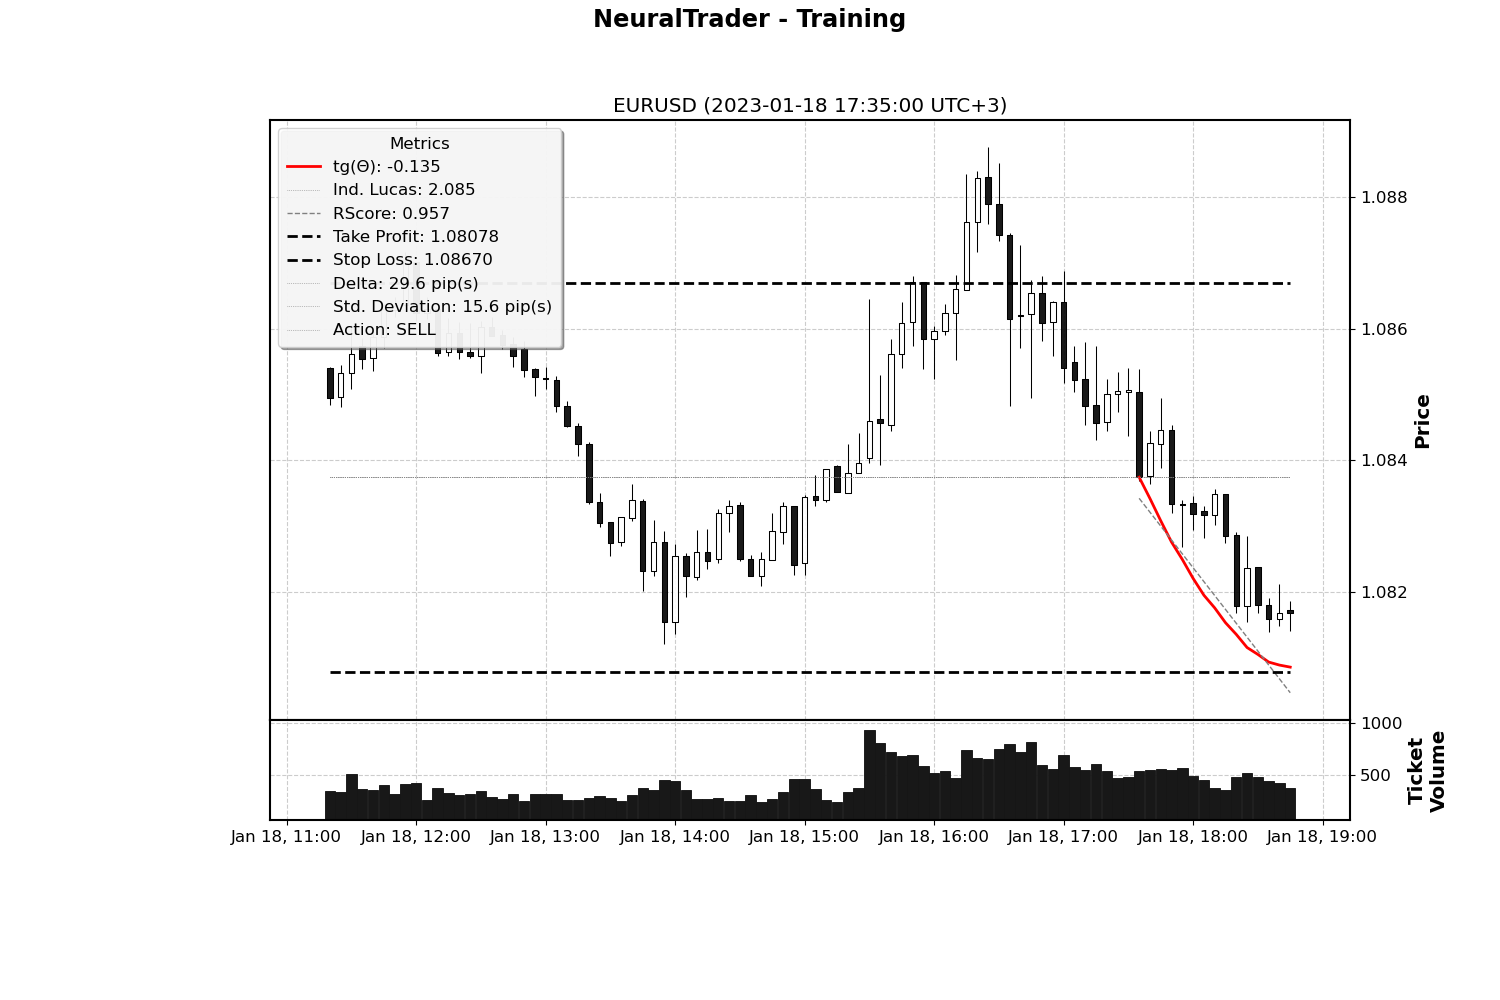 NeuralTrader - Training
EURUSD (2023-01-18 17:35:00 UTC+3)
Metrics
tg(Θ): -0.135
Ind. Lucas: 2.085
RScore: 0.957
Take Profit: 1.08078
Stop Loss: 1.08670
Delta: 29.6 pip(s)
Std. Deviation: 15.6 pip(s)
Action: SELL
1.088
1.086
1.084
1.082
Price
1000
500
Ticket
Volume
Jan 18, 11:00
Jan 18, 12:00
Jan 18, 13:00
Jan 18, 14:00
Jan 18, 15:00
Jan 18, 16:00
Jan 18, 17:00
Jan 18, 18:00
Jan 18, 19:00